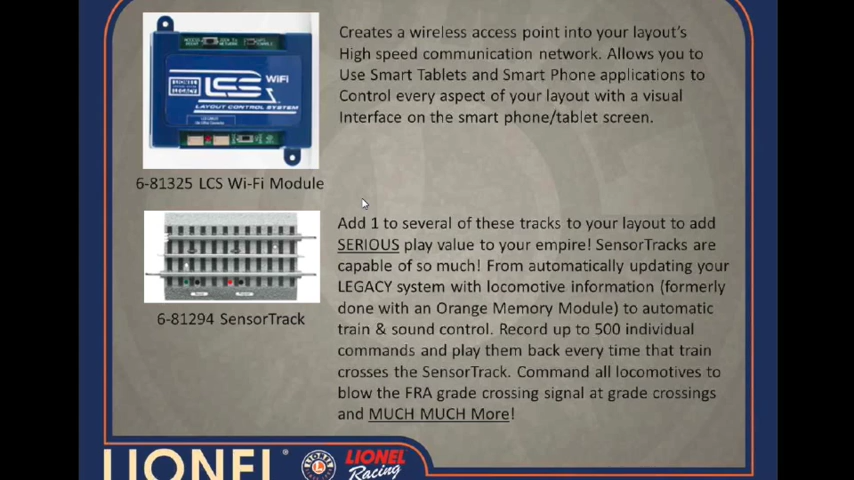 LCS WiFi
LAYOUT CONTROL SYSTEM
6-81325 LCS Wi-Fi Module
Creates a wireless access point into your layout's
High speed communication network. Allows you to
Use Smart Tablets and Smart Phone applications to
Control every aspect of your layout with a visual
Interface on the smart phone/tablet screen.
6-81294 SensorTrack
Add 1 to several of these tracks to your layout to add
SERIOUS play value to your empire! SensorTracks are
capable of so much! From automatically updating your
LEGACY system with locomotive information (formerly
done with an Orange Memory Module) to automatic
train & sound control. Record up to 500 individual
commands and play them back every time that train
crosses the SensorTrack. Command all locomotives to
blow the FRA grade crossing signal at grade crossings
and MUCH MUCH More!
LIONEL®
LIONEL
Racing